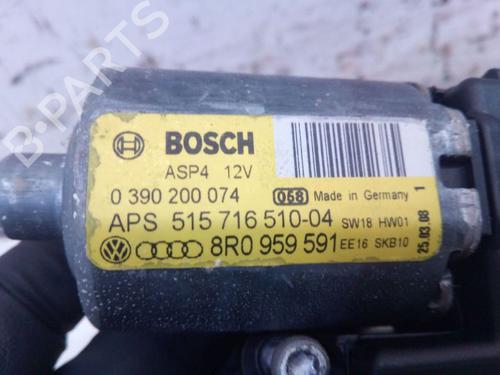 BOSCH
ASP4 12V
0 390 200 074 058 Made in Germany 1
APS 515 716 510-04 SW18 HW01
8R0 959 591 EE16 SKB10
25.03.08
B-PARTS